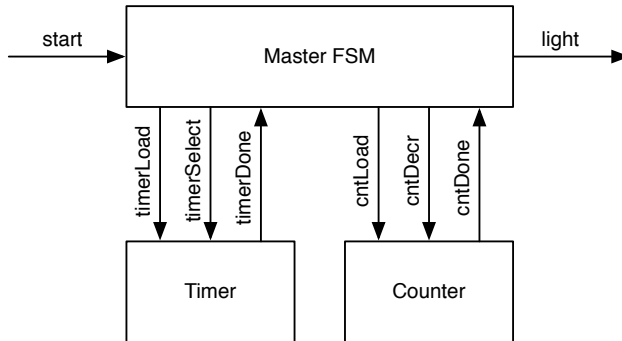 start
Master FSM
light
timerLoad
timerSelect
timerDone
cntLoad
cntDecr
cntDone
Timer
Counter